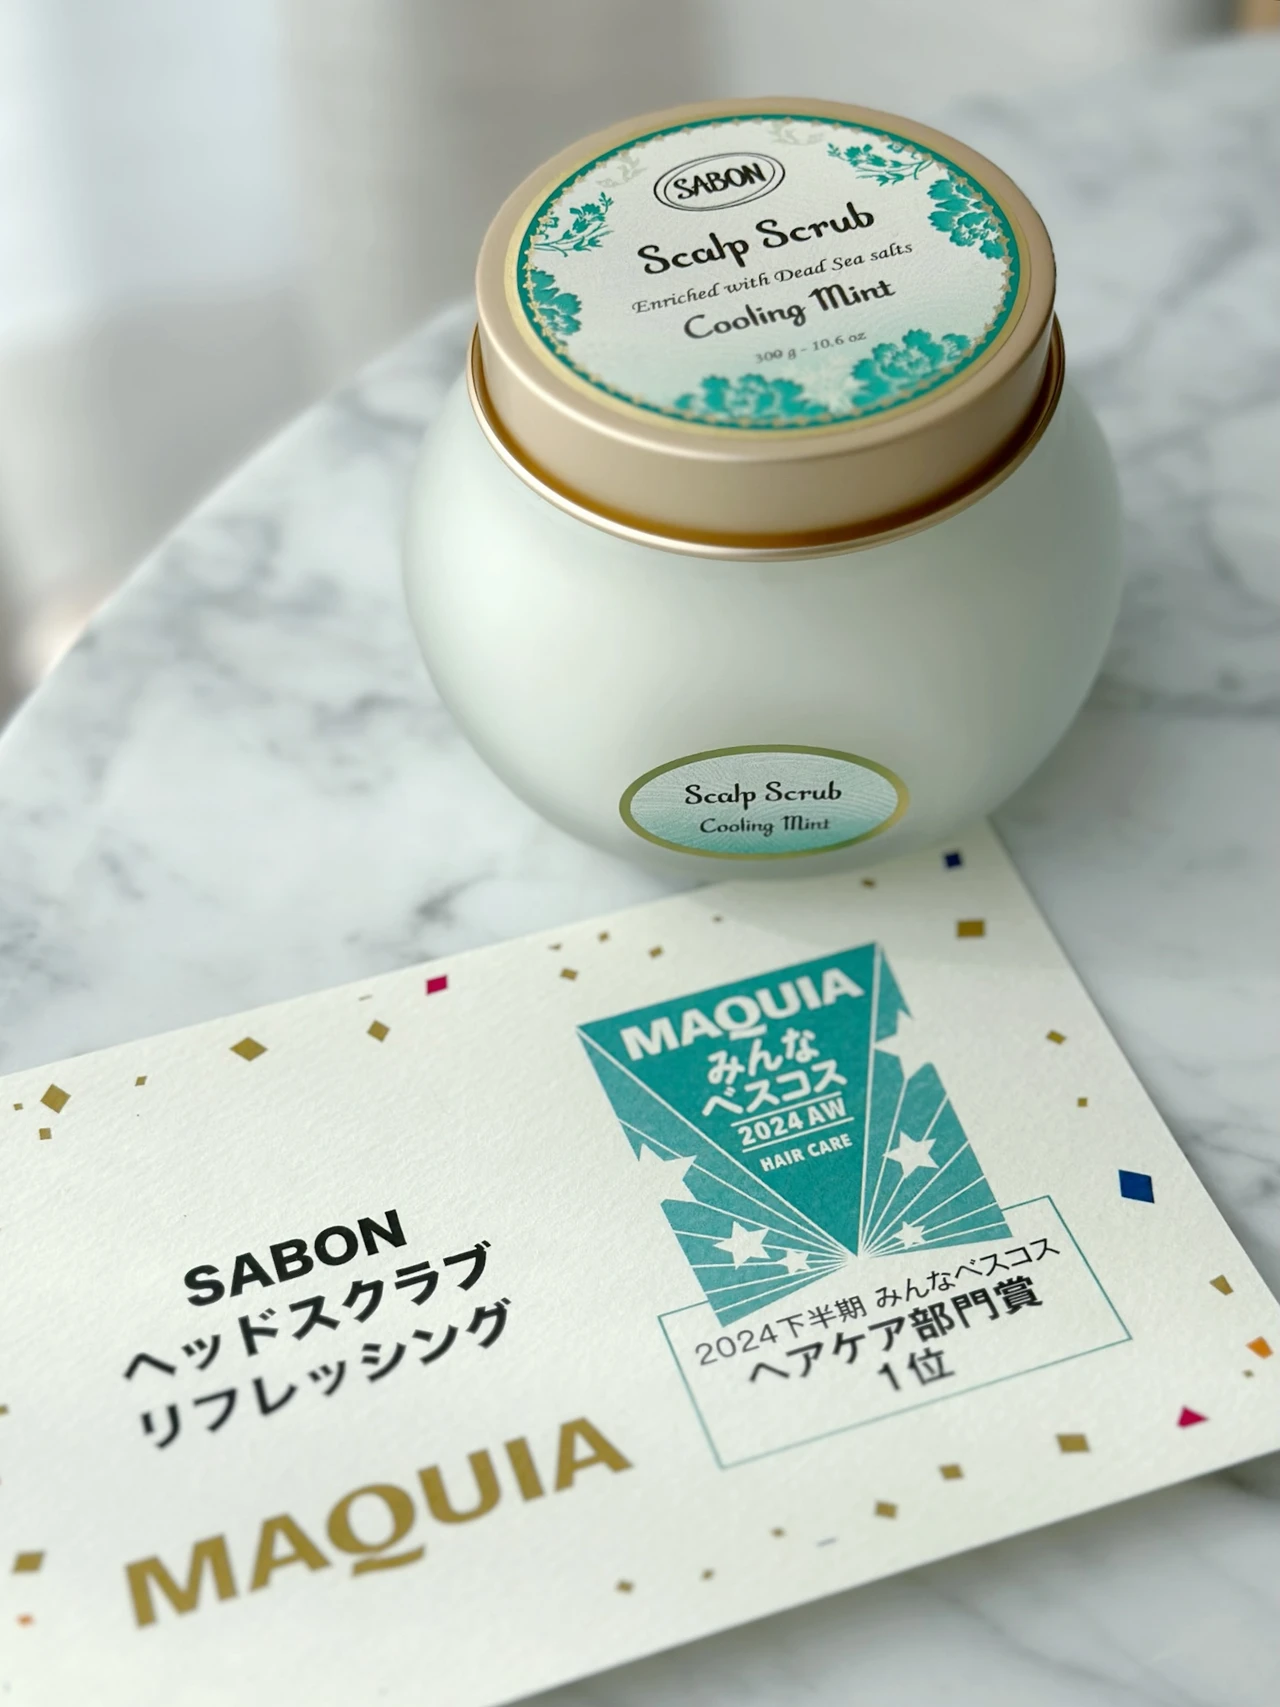 SABON
Scalp Scrub
Enriched with Dead Sea salts
Cooling Mint
300 g - 10.6 oz
Scalp Scrub
Cooling Mint
MAQUIA
みんな
ベスコス
2024 AW
HAIR CARE
2024下半期 みんなベスコス
ヘアケア部門賞
1位
SABON
ヘッドスクラブ
リフレッシング
MAQUIA